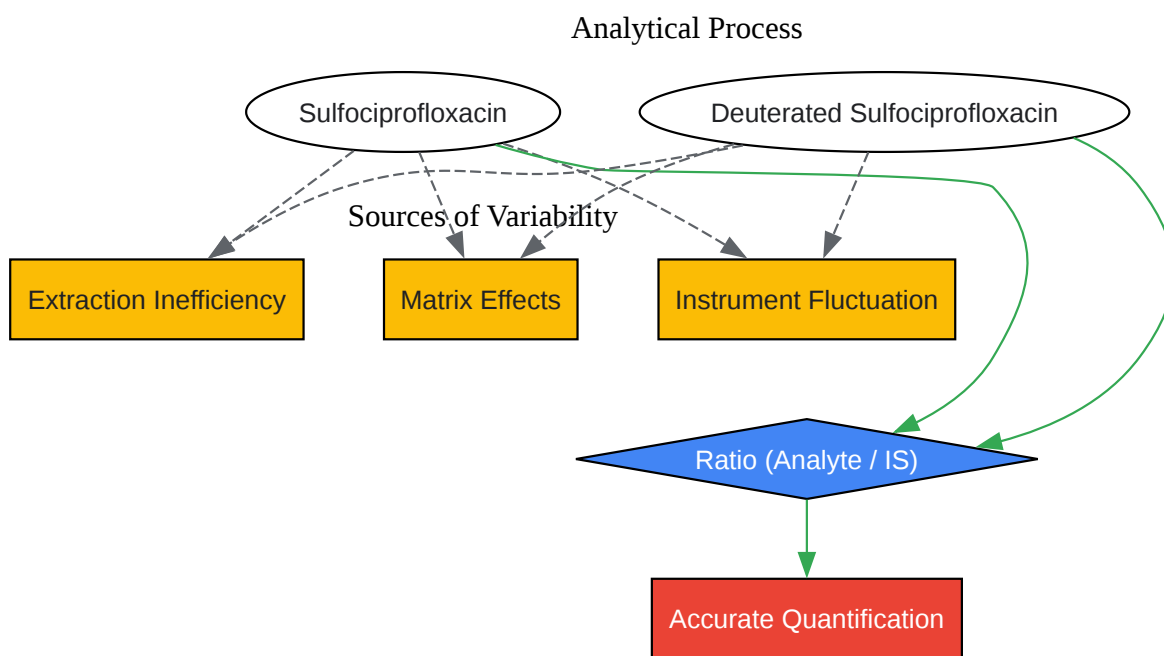 Analytical Process
Sulfociprofloxacin
Deuterated Sulfociprofloxacin
Sources of Variability
Extraction Inefficiency
Matrix Effects
Instrument Fluctuation
Ratio (Analyte / IS)
Accurate Quantification